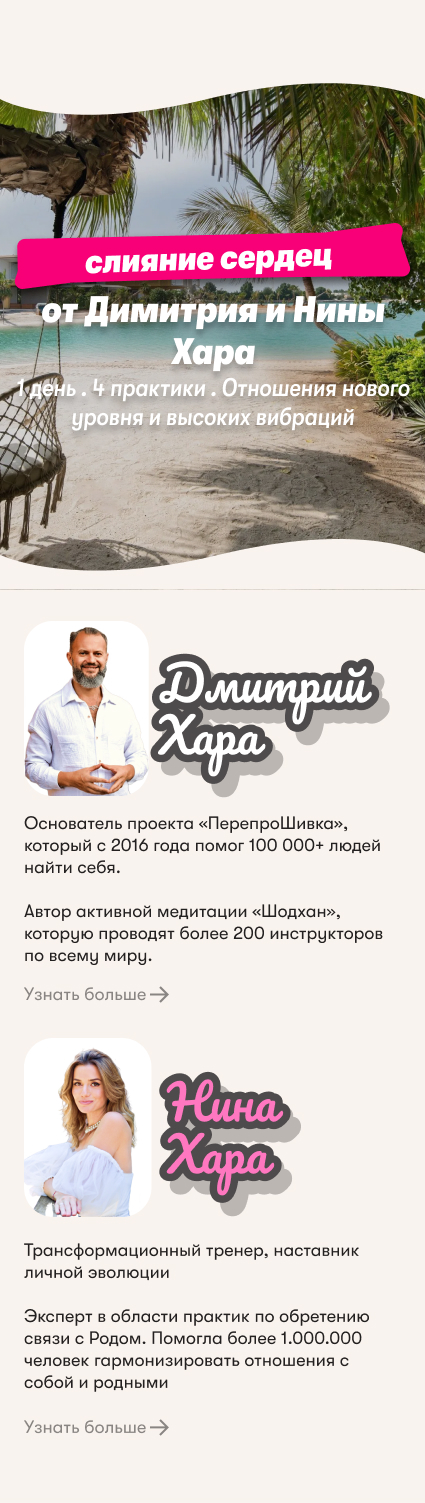 слияние сердец
от Димитрия и Нины
Хара
1 день . 4 практики . Отношения нового
уровня и высоких вибраций
Дмитрий
Хара
Основатель проекта «ПерепроШивка»,
который с 2016 года помог 100 000+ людей
найти себя.
Автор активной медитации «Шодхан»,
которую проводят более 200 инструкторов
по всему миру.
Узнать больше
Нина
Хара
Трансформационный тренер, наставник
личной эволюции
Эксперт в области практик по обретению
связи с Родом. Помогла более 1.000.000
человек гармонизировать отношения с
собой и родными
Узнать больше